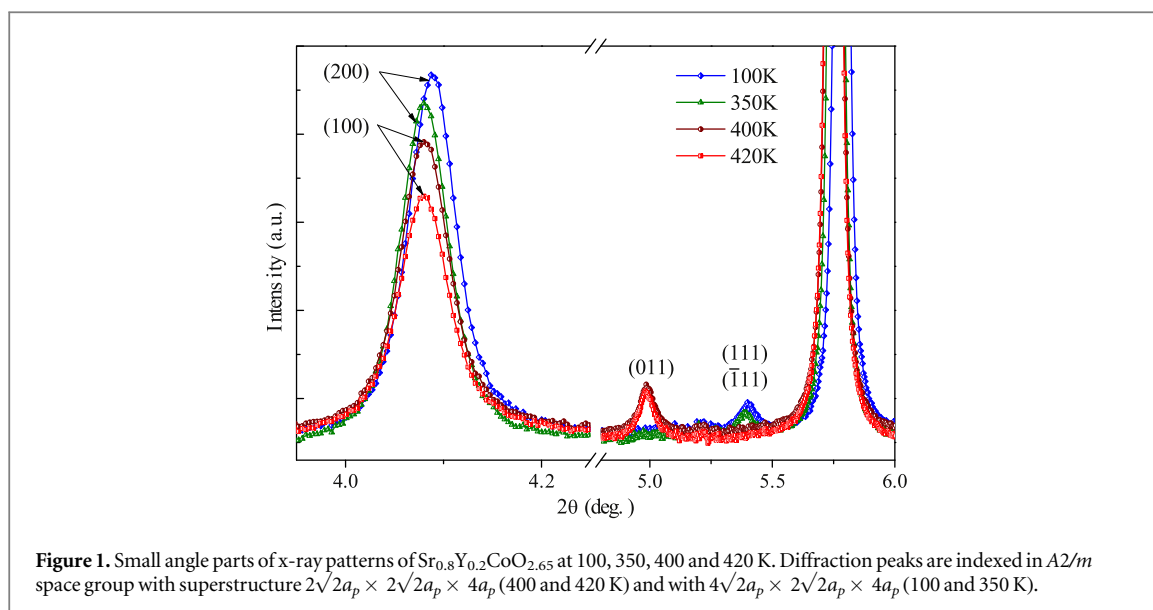 (200)
(100)
100K
350K
400K
420K
(011)
(111)
(1̅11)
Intensity (a.u.)
4.0 4.2 5.0 5.5 6.0
2θ (deg. )
Figure 1. Small angle parts of x-ray patterns of Sr₀.₈Y₀.₂CoO₂.₆₅ at 100, 350, 400 and 420 K. Diffraction peaks are indexed in A2/m
space group with superstructure 2√2aₚ × 2√2aₚ × 4aₚ (400 and 420 K) and with 4√2aₚ × 2√2aₚ × 4aₚ (100 and 350 K).